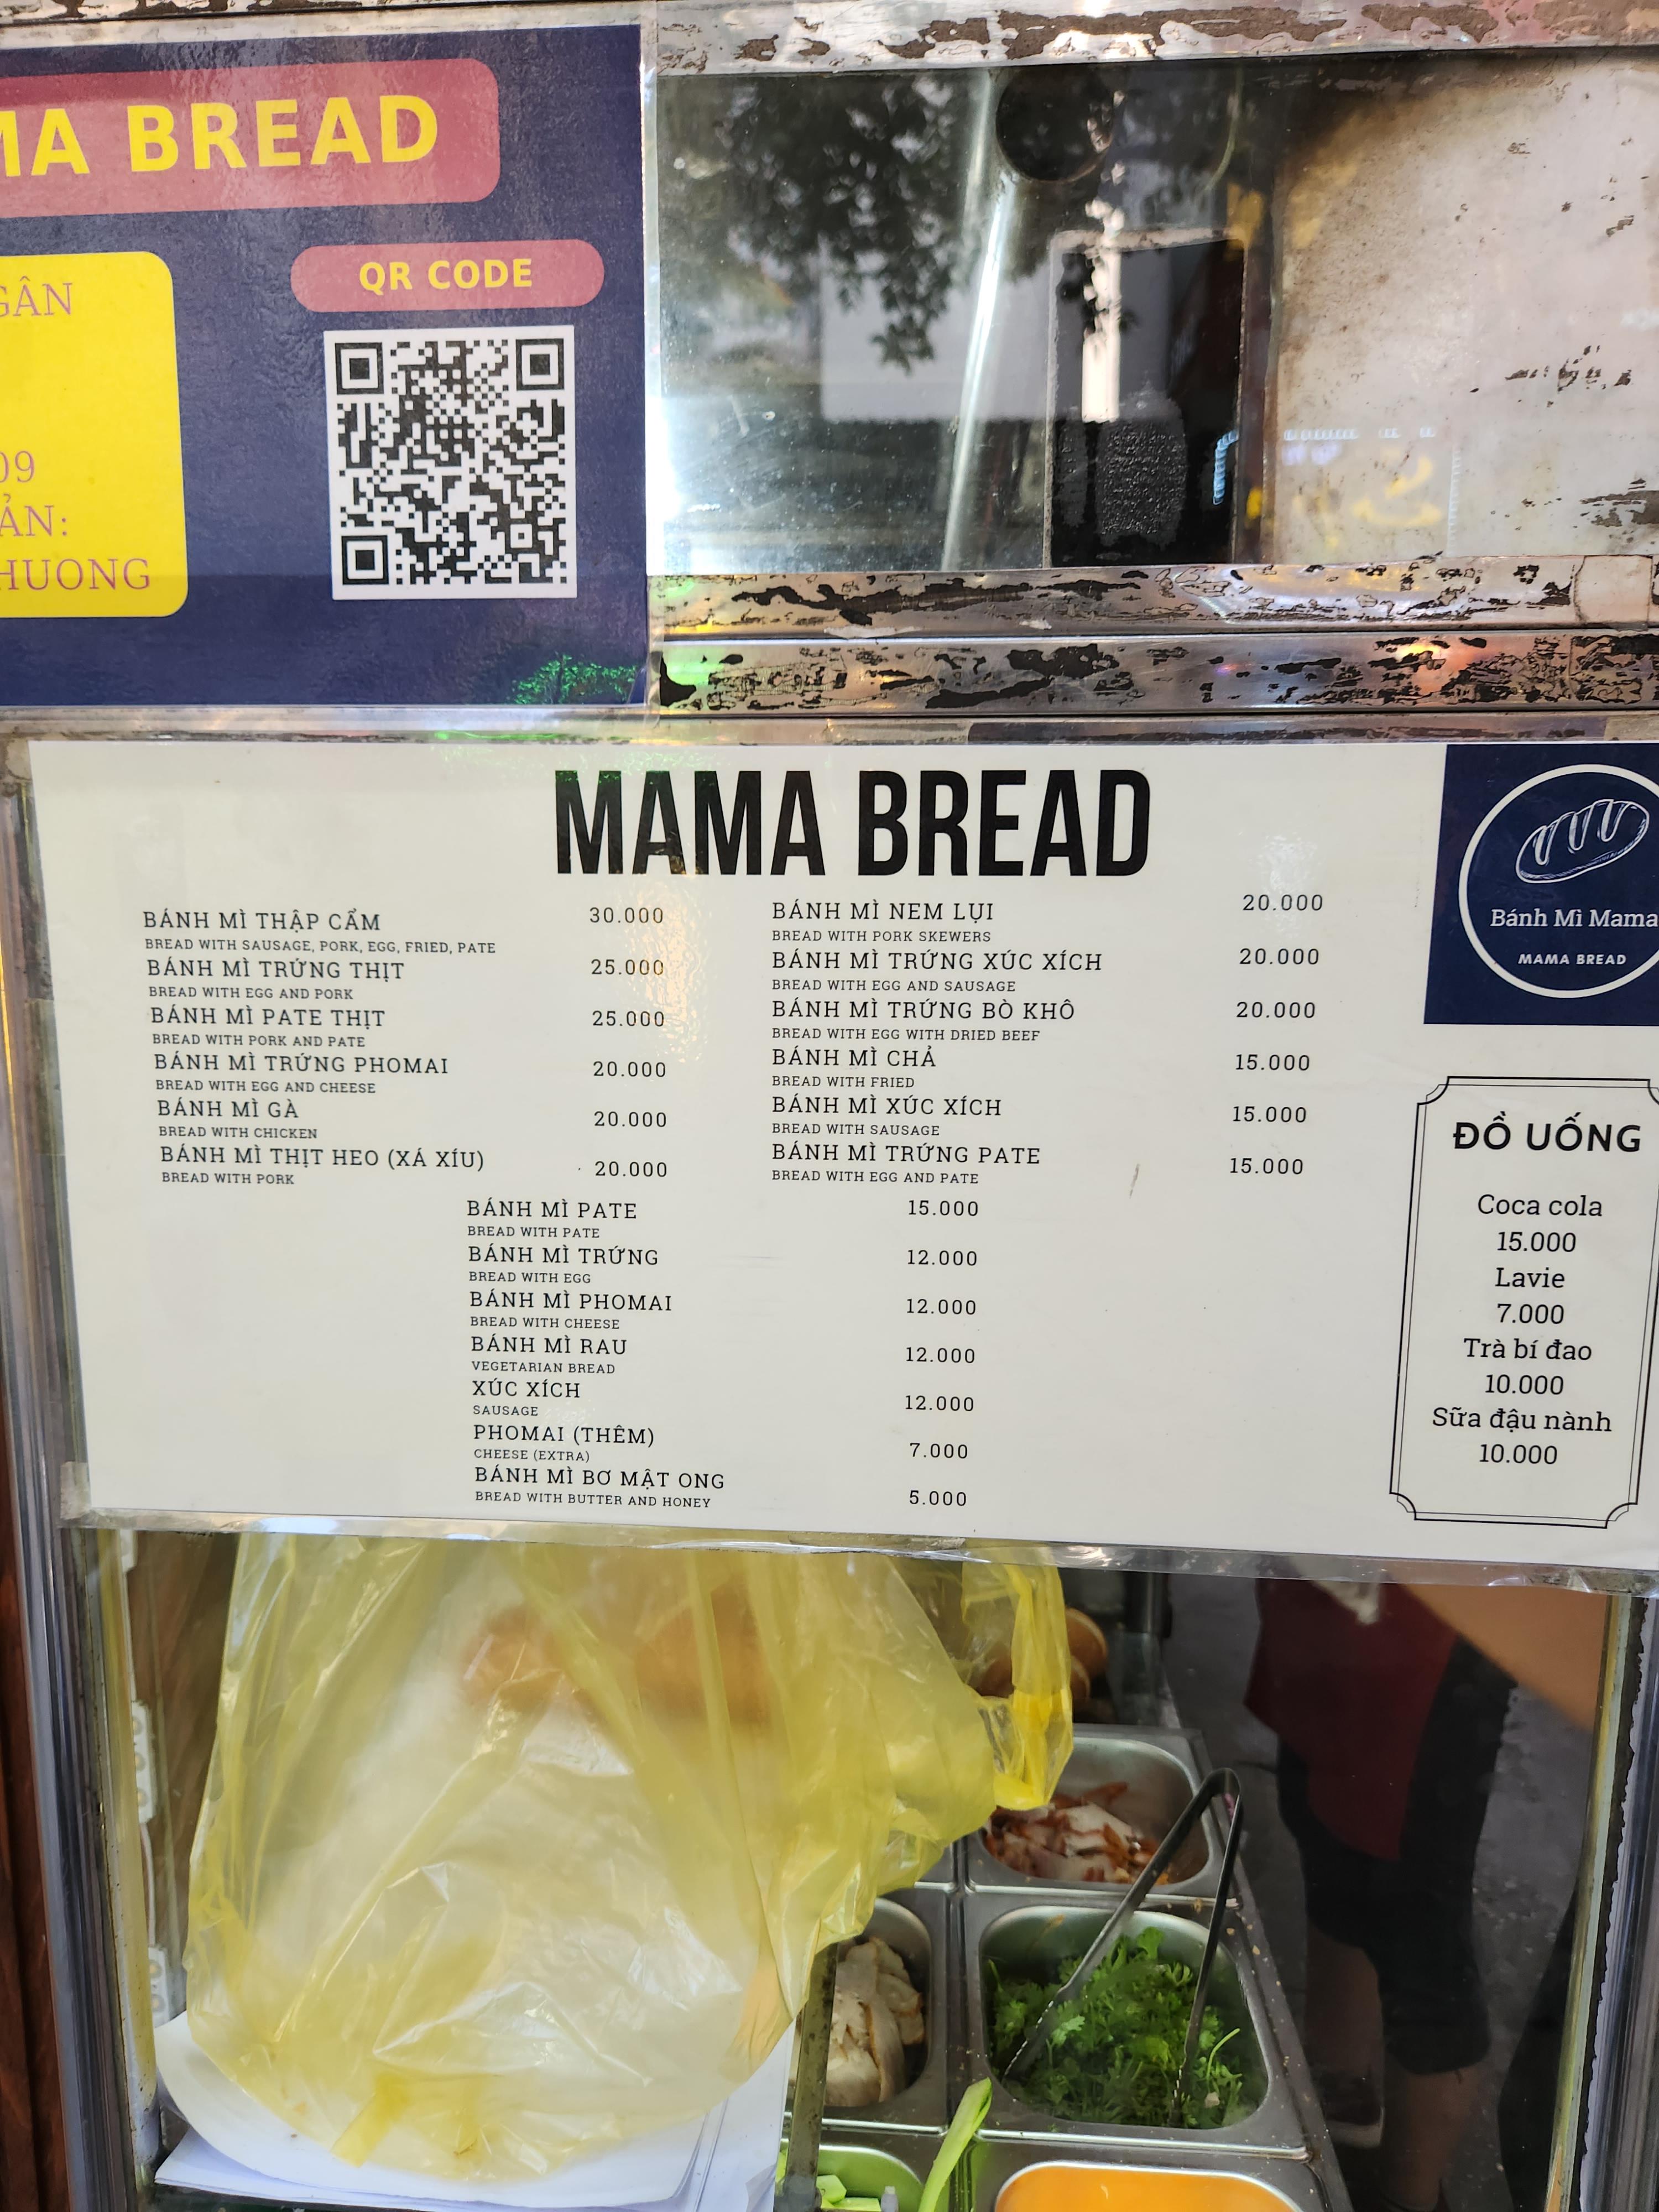 MA BREAD
QR CODE
GÂN
09
ẢN:
HUONG
MAMA BREAD
BÁNH MÌ THẬP CẨM 30.000
BREAD WITH SAUSAGE, PORK, EGG, FRIED, PATE
BÁNH MÌ TRỨNG THỊT 25.000
BREAD WITH EGG AND PORK
BÁNH MÌ PATE THỊT 25.000
BREAD WITH PORK AND PATE
BÁNH MÌ TRỨNG PHOMAI 20.000
BREAD WITH EGG AND CHEESE
BÁNH MÌ GÀ 20.000
BREAD WITH CHICKEN
BÁNH MÌ THỊT HEO (XÁ XÍU) 20.000
BREAD WITH PORK
BÁNH MÌ NEM LỤI 20.000
BREAD WITH PORK SKEWERS
BÁNH MÌ TRỨNG XÚC XÍCH 20.000
BREAD WITH EGG AND SAUSAGE
BÁNH MÌ TRỨNG BÒ KHÔ 20.000
BREAD WITH EGG WITH DRIED BEEF
BÁNH MÌ CHẢ 15.000
BREAD WITH FRIED
BÁNH MÌ XÚC XÍCH 15.000
BREAD WITH SAUSAGE
BÁNH MÌ TRỨNG PATE 15.000
BREAD WITH EGG AND PATE
BÁNH MÌ PATE 15.000
BREAD WITH PATE
BÁNH MÌ TRỨNG 12.000
BREAD WITH EGG
BÁNH MÌ PHOMAI 12.000
BREAD WITH CHEESE
BÁNH MÌ RAU 12.000
VEGETARIAN BREAD
XÚC XÍCH 12.000
SAUSAGE
PHOMAI (THÊM) 7.000
CHEESE (EXTRA)
BÁNH MÌ BƠ MẬT ONG 5.000
BREAD WITH BUTTER AND HONEY
Bánh Mì Mama
MAMA BREAD
ĐỒ UỐNG
Coca cola
15.000
Lavie
7.000
Trà bí đao
10.000
Sữa đậu nành
10.000